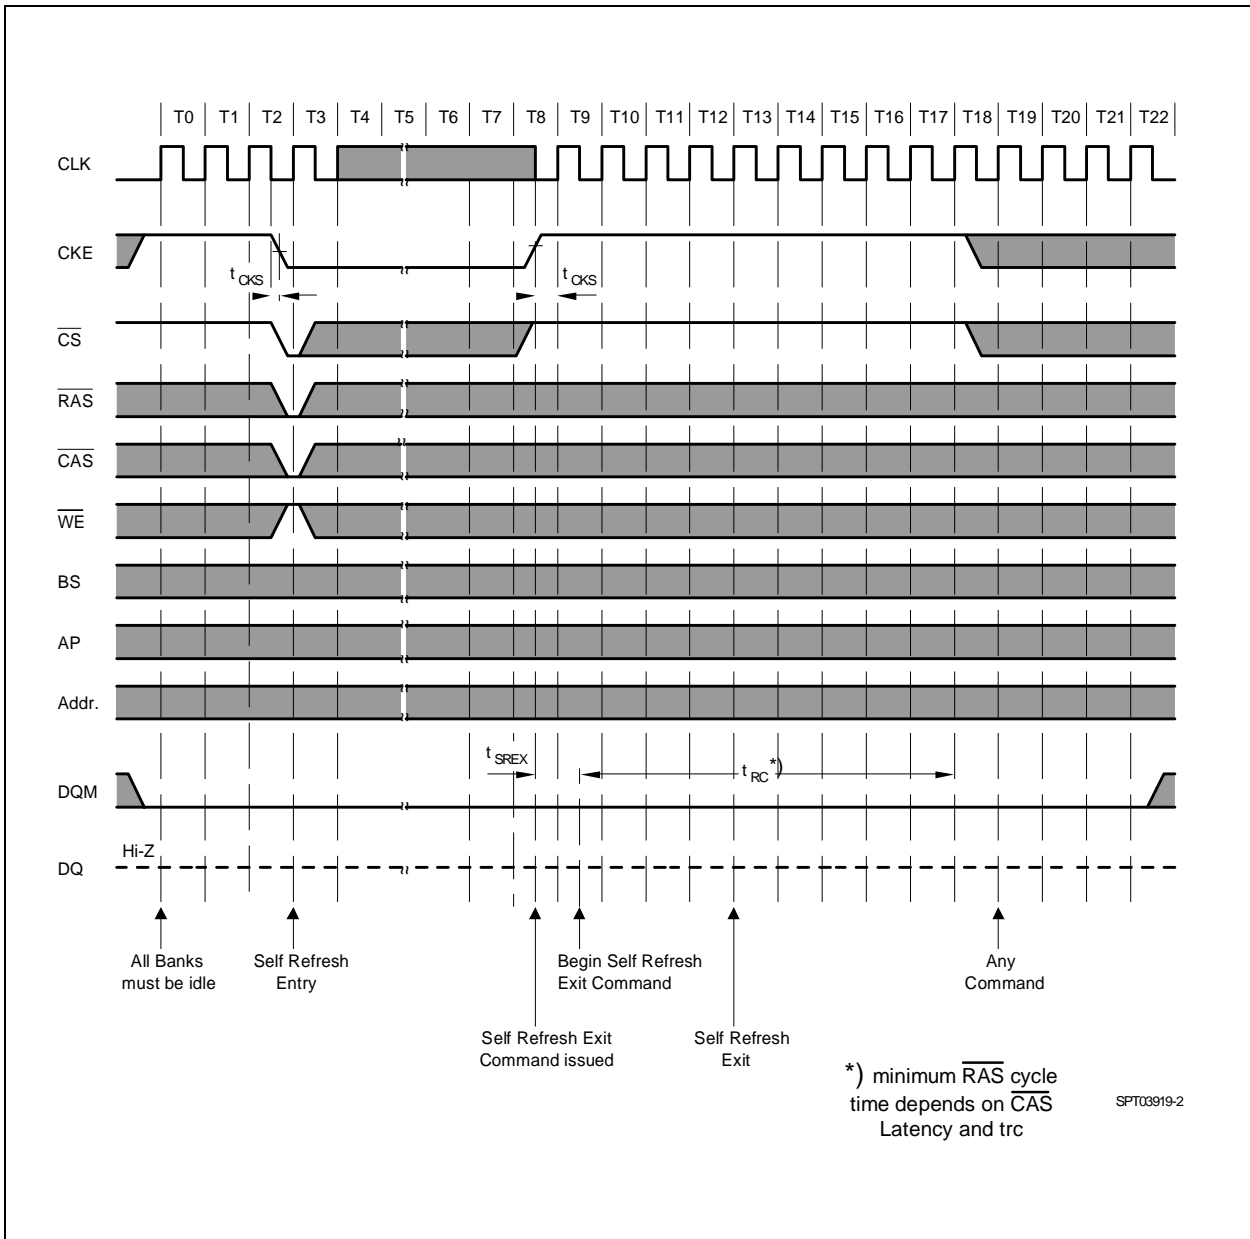 T0 T1 T2 T3 T4 T5 T6 T7 T8 T9 T10 T11 T12 T13 T14 T15 T16 T17 T18 T19 T20 T21 T22
CLK
CKE
t CKS
t CKS
CS
RAS
CAS
WE
BS
AP
Addr.
t SREX
t RC *)
DQM
Hi-Z
DQ
All Banks
must be idle
Self Refresh
Entry
Begin Self Refresh
Exit Command
Any
Command
Self Refresh Exit
Command issued
Self Refresh
Exit
*) minimum RAS cycle
time depends on CAS
Latency and trc
SPT03919-2